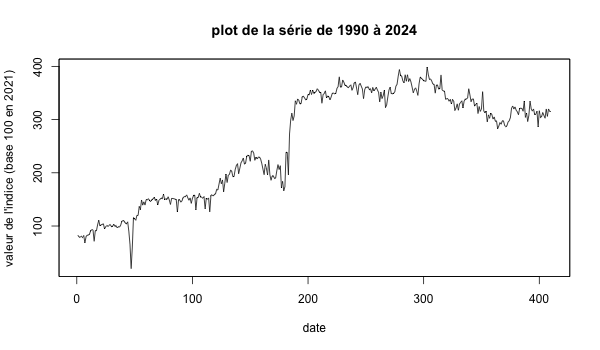 plot de la série de 1990 à 2024
valeur de l'indice (base 100 en 2021)
400
300
200
100
0 100 200 300 400
date